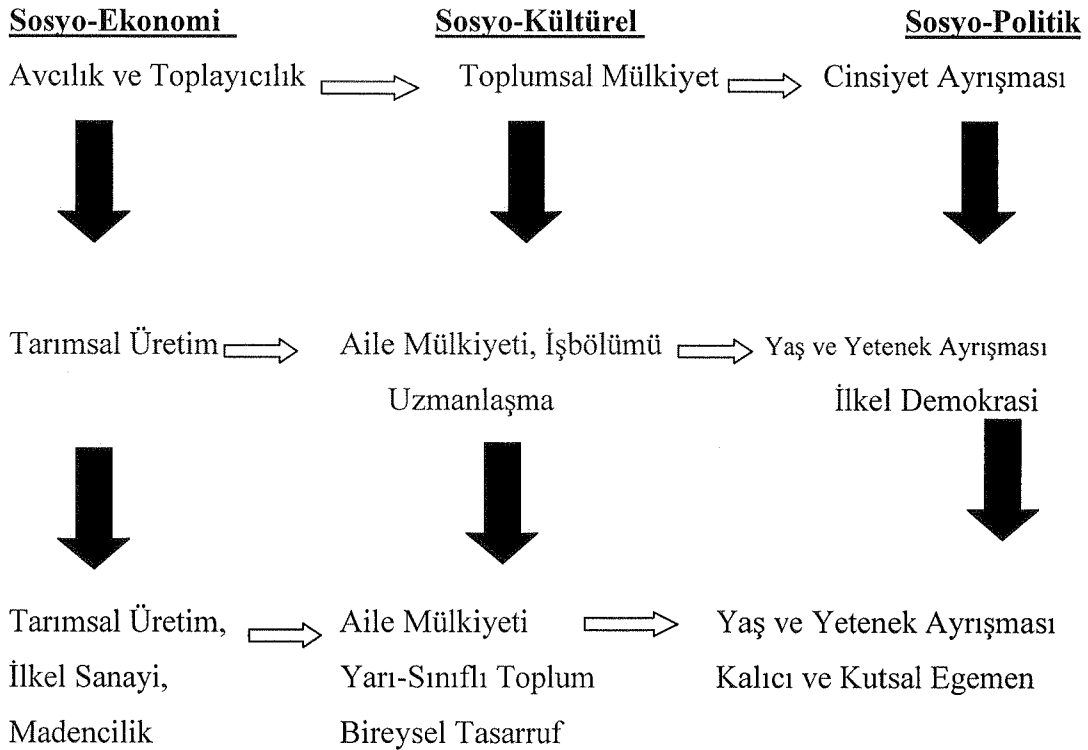 Sosyo-Ekonomi Sosyo-Kültürel Sosyo-Politik
Avcılık ve Toplayıcılık Toplumsal Mülkiyet Cinsiyet Ayrışması
Tarımsal Üretim Aile Mülkiyeti, İşbölümü Yaş ve Yetenek Ayrışması
Uzmanlaşma İlkel Demokrasi
Tarımsal Üretim, Aile Mülkiyeti Yaş ve Yetenek Ayrışması
İlkel Sanayi, Yarı-Sınıflı Toplum Kalıcı ve Kutsal Egemen
Madencilik Bireysel Tasarruf